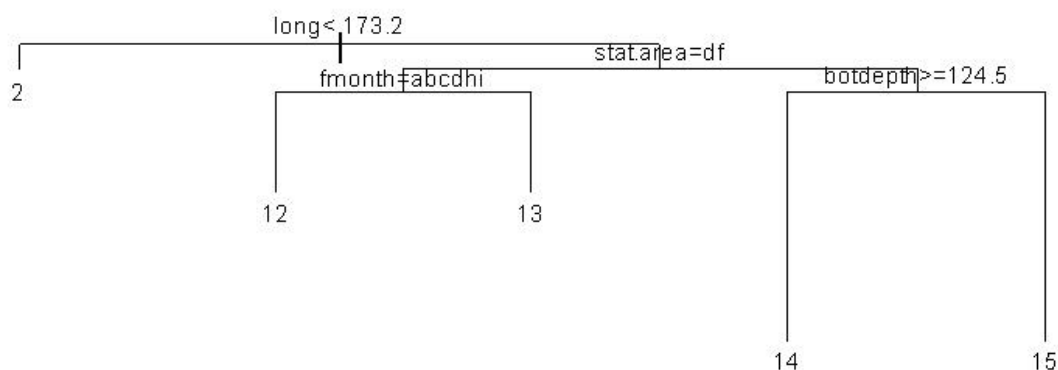 long< 173.2
stat.area=df
fmonth=abcdhi
botdepth>=124.5
2
12
13
14
15